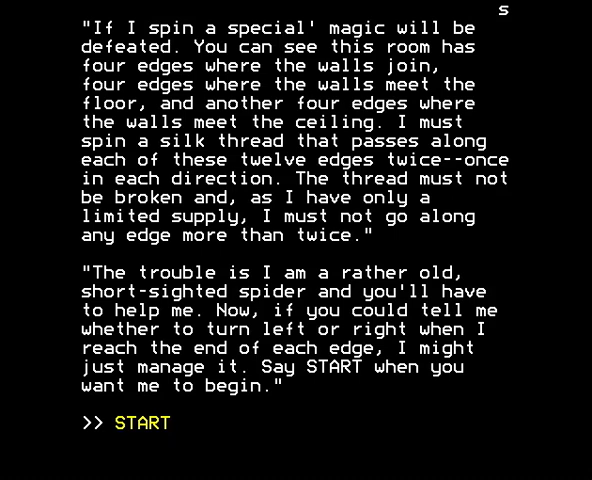 s
"If I spin a special' magic will be
defeated. You can see this room has
four edges where the walls join,
four edges where the walls meet the
floor, and another four edges where
the walls meet the ceiling. I must
spin a silk thread that passes along
each of these twelve edges twice--once
in each direction. The thread must not
be broken and, as I have only a
limited supply, I must not go along
any edge more than twice."
"The trouble is I am a rather old,
short-sighted spider and you'll have
to help me. Now, if you could tell me
whether to turn left or right when I
reach the end of each edge, I might
just manage it. Say START when you
want me to begin."
>> START